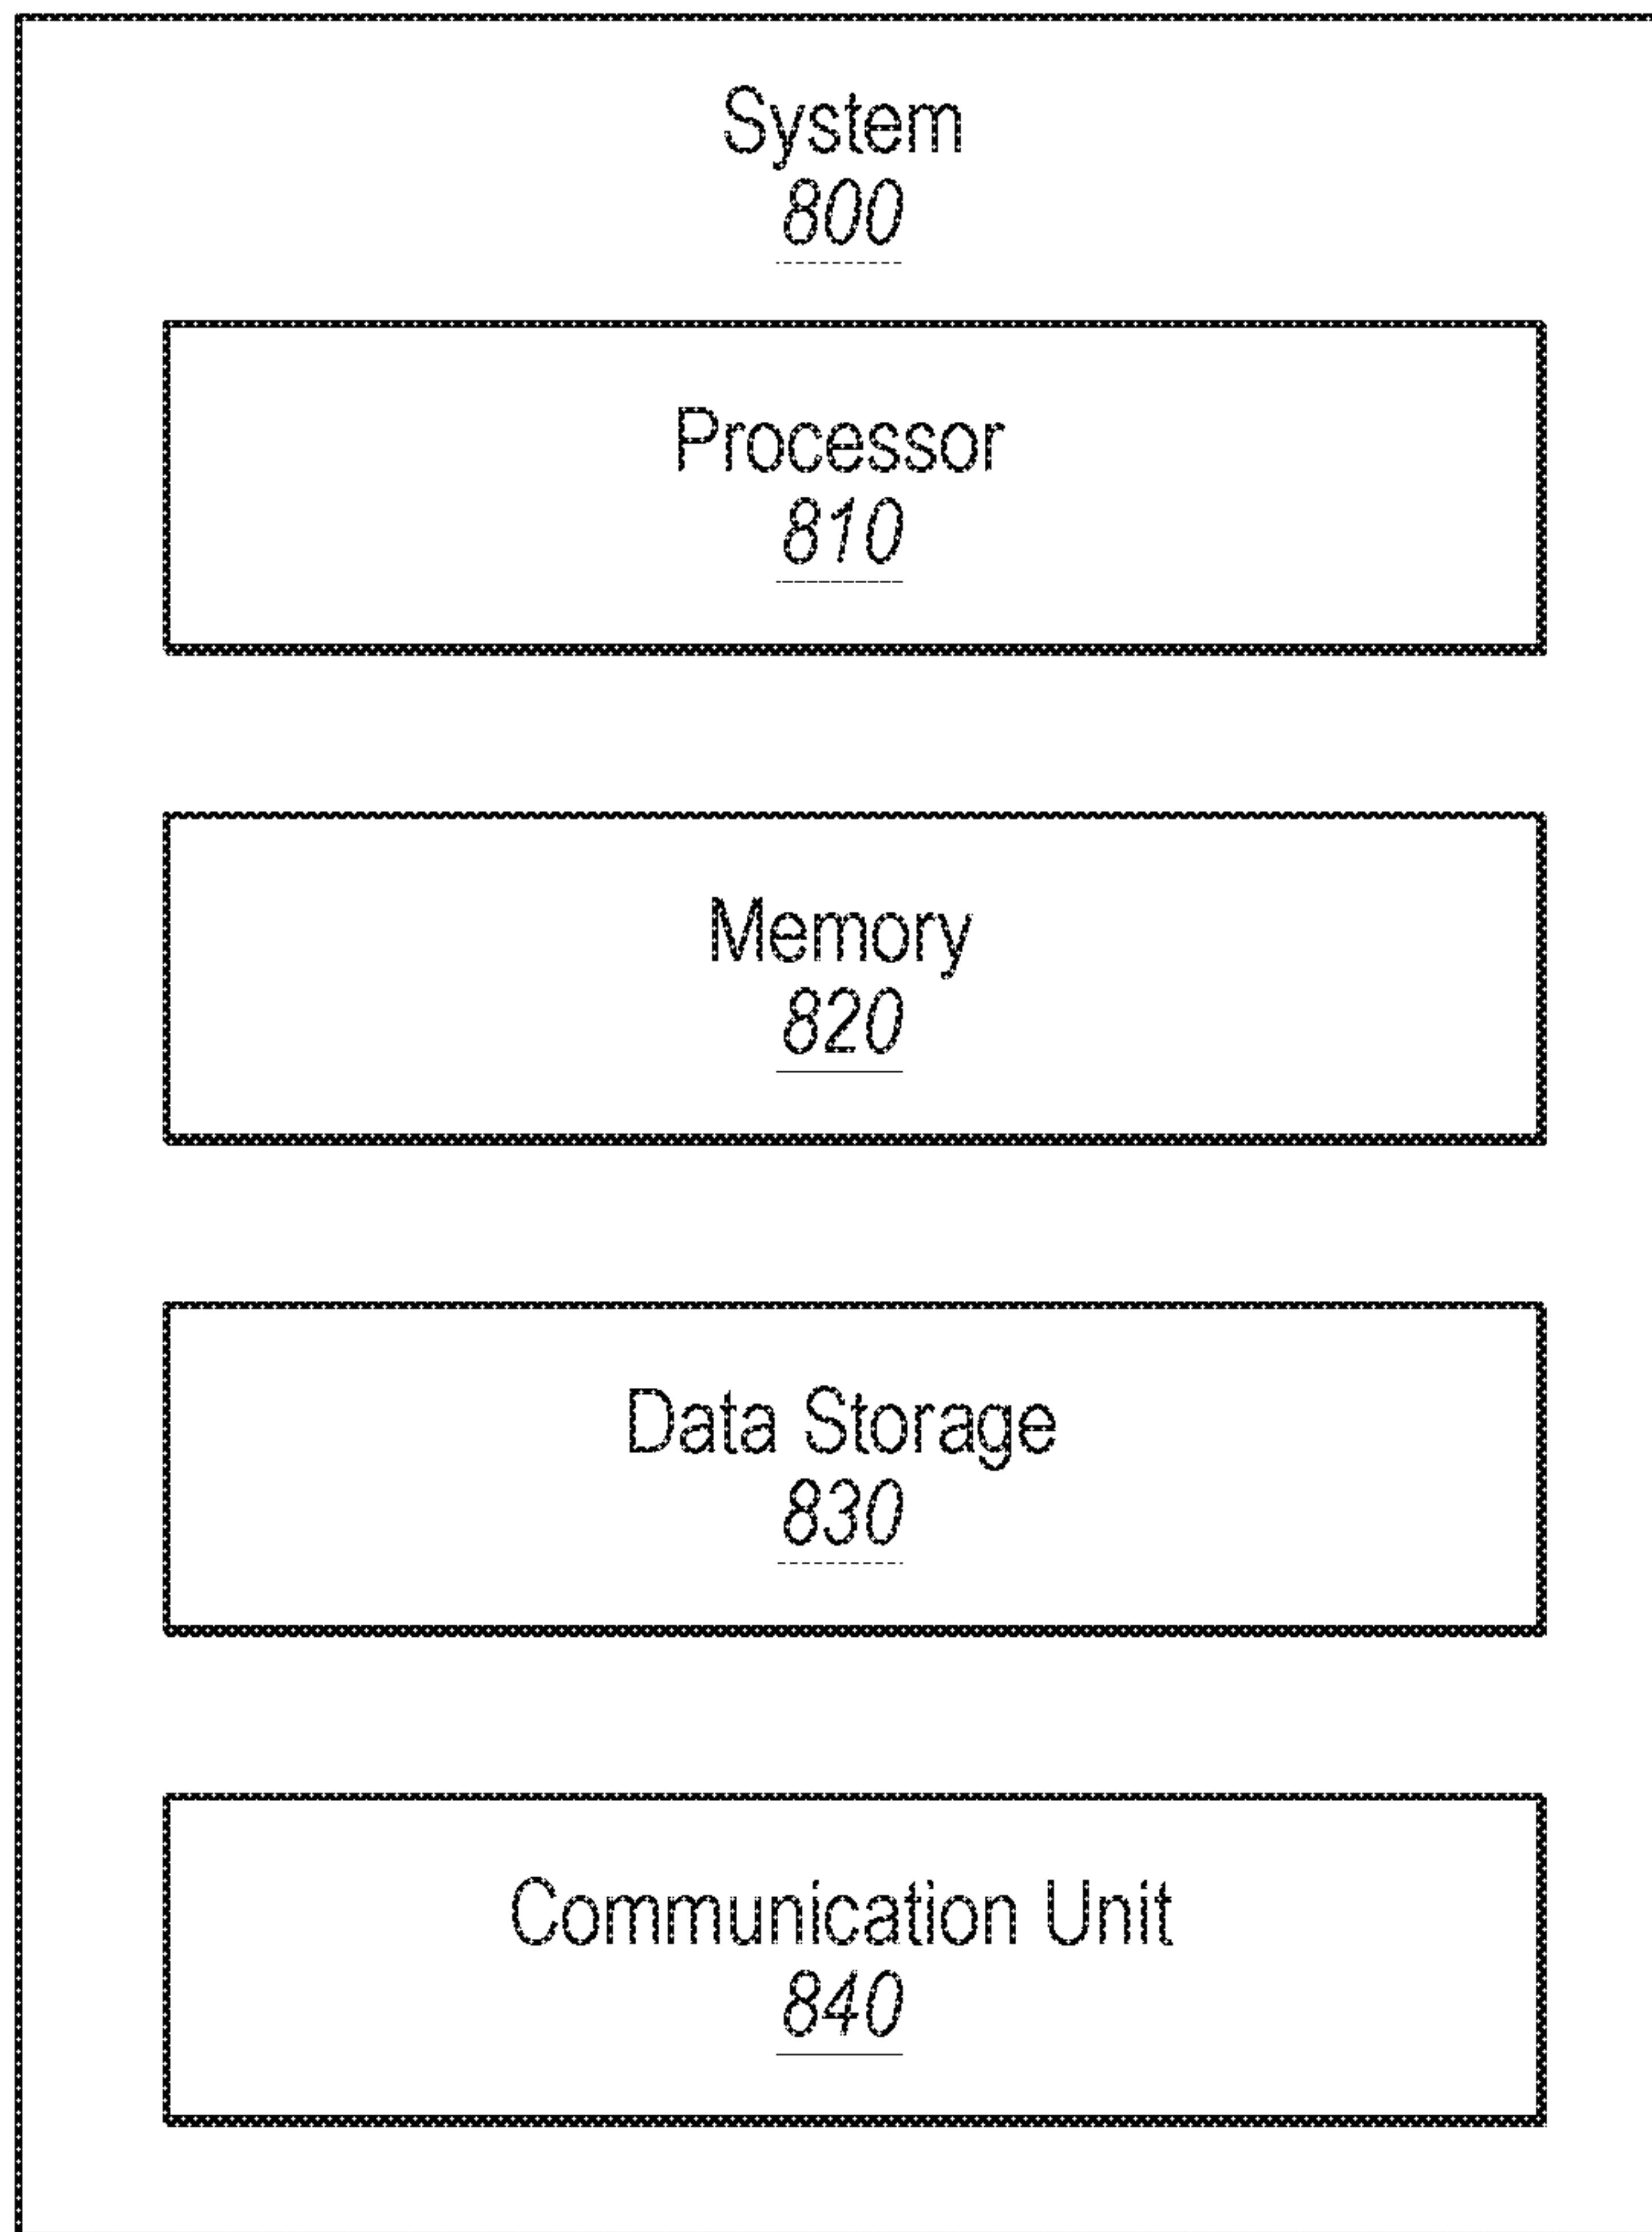 System
800
Processor
810
Memory
820
Data Storage
830
Communication Unit
840